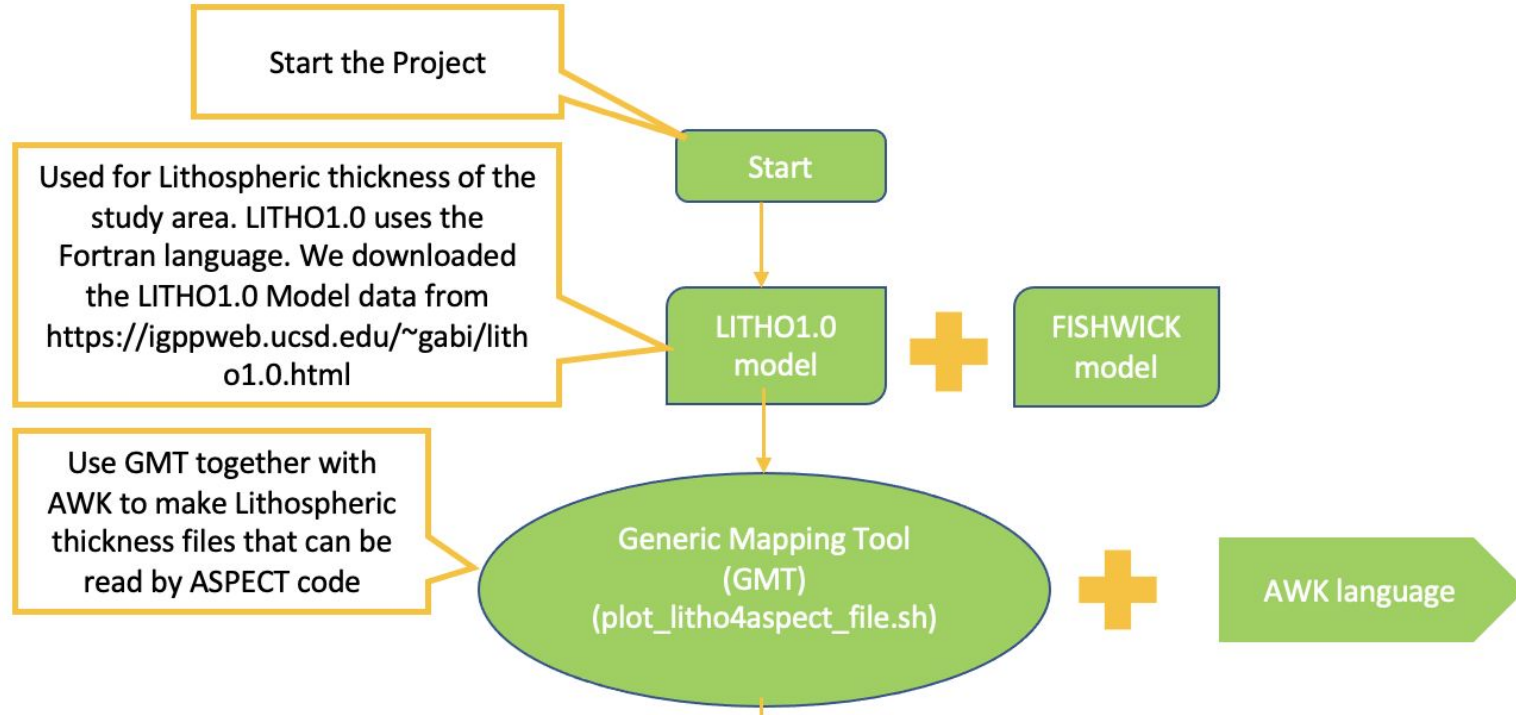 Start the Project
Start
Used for Lithospheric thickness of the
study area. LITHO1.0 uses the
Fortran language. We downloaded
the LITHO1.0 Model data from
https://igppweb.ucsd.edu/~gabi/lith
o1.0.html
LITHO1.0
model
FISHWICK
model
Use GMT together with
AWK to make Lithospheric
thickness files that can be
read by ASPECT code
Generic Mapping Tool
(GMT)
(plot_litho4aspect_file.sh)
AWK language